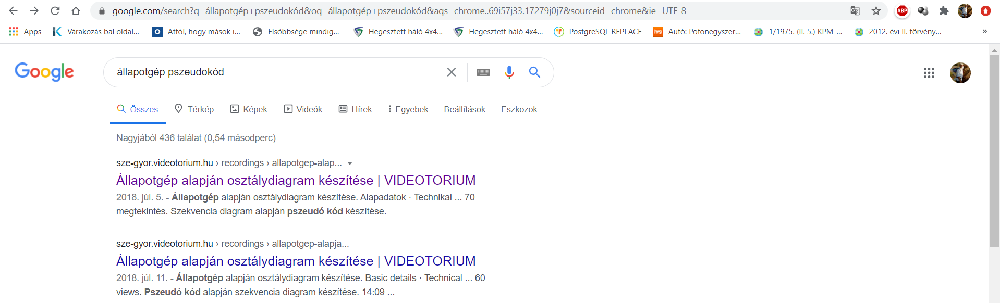 google.com/search?q=állapotgép+pszeudokód&oq=állapotgép+pszeudokód&aqs=chrome..69i57j33.17279j0j7&sourceid=chrome&ie=UTF-8 ABP
Apps Várakozás bal oldal... Attól, hogy mások i... Elsőbbsége mindig... Hegesztett háló 4x4... Hegesztett háló 4x4... PostgreSQL REPLACE hvg Autó: Pofonegyszer... 1/1975. (II. 5.) KPM-... 2012. évi II. törvény... »
Google állapotgép pszeudokód
Összes Térkép Képek Videók Hírek Egyebek Beállítások Eszközök
Nagyjából 436 találat (0,54 másodperc)
sze-gyor.videotorium.hu › recordings › allapotgep-alap...
Állapotgép alapján osztálydiagram készítése | VIDEOTORIUM
2018. júl. 5. - Állapotgép alapján osztálydiagram készítése. Alapadatok · Technikai ... 70
megtekintés. Szekvencia diagram alapján pszeudó kód készítése.
sze-gyor.videotorium.hu › recordings › allapotgep-alapja...
Állapotgép alapján osztálydiagram készítése | VIDEOTORIUM
2018. júl. 11. - Állapotgép alapján osztálydiagram készítése. Basic details · Technical ... 60
views. Pszeudó kód alapján szekvencia diagram készítése. 14:09 ...